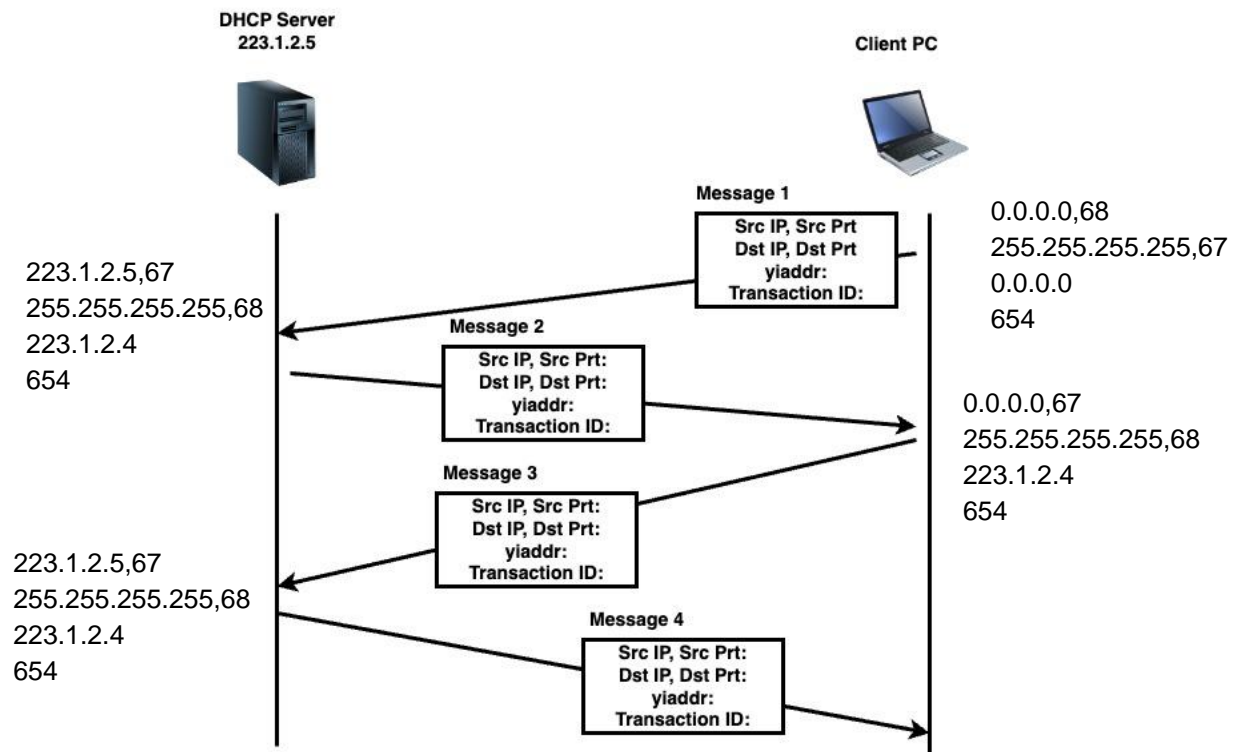 DHCP Server
223.1.2.5
Client PC
Message 1
Src IP, Src Prt
Dst IP, Dst Prt
yiaddr:
Transaction ID:
0.0.0.0,68
255.255.255.255,67
0.0.0.0
654
223.1.2.5,67
255.255.255.255,68
223.1.2.4
654
Message 2
Src IP, Src Prt:
Dst IP, Dst Prt:
yiaddr:
Transaction ID:
0.0.0.0,67
255.255.255.255,68
223.1.2.4
654
Message 3
Src IP, Src Prt:
Dst IP, Dst Prt:
yiaddr:
Transaction ID:
223.1.2.5,67
255.255.255.255,68
223.1.2.4
654
Message 4
Src IP, Src Prt:
Dst IP, Dst Prt:
yiaddr:
Transaction ID: